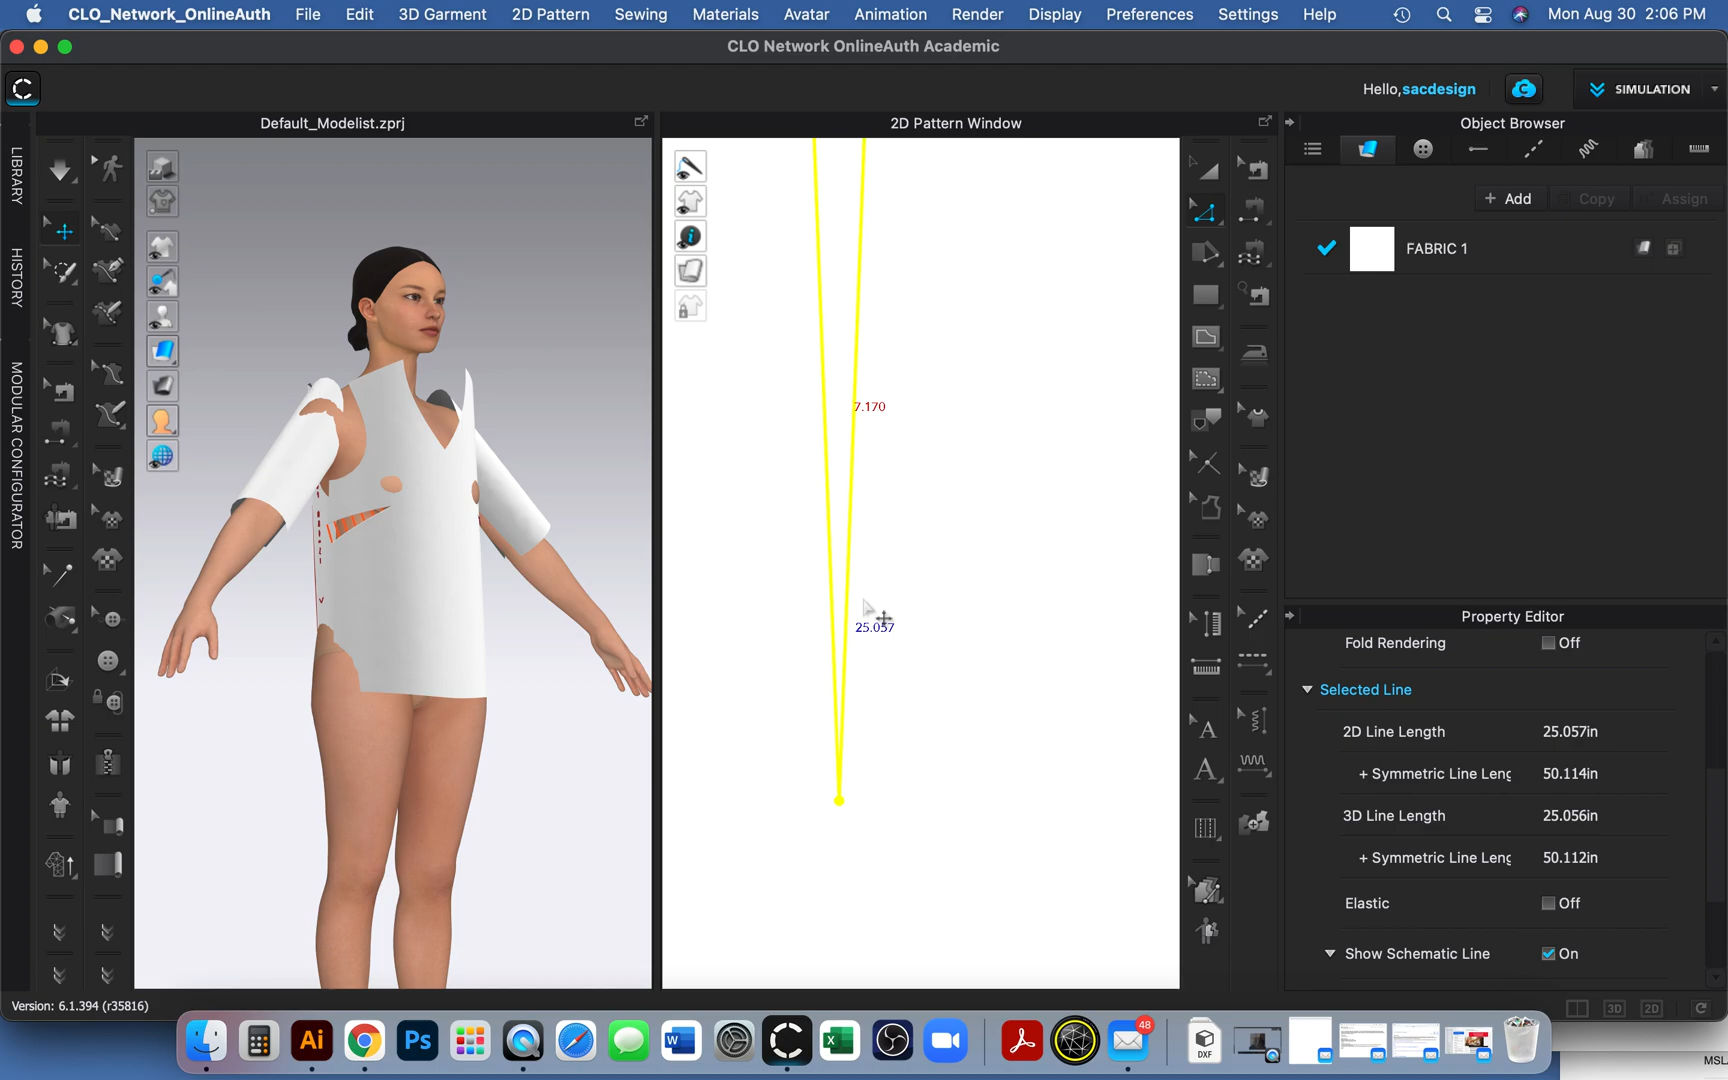 CLO_Network_OnlineAuth File Edit 3D Garment 2D Pattern Sewing Materials Avatar Animation Render Display Preferences Settings Help Mon Aug 30 2:06 PM
CLO Network OnlineAuth Academic
Hello,sacdesign
SIMULATION
Default_Modelist.zprj
2D Pattern Window
Object Browser
LIBRARY
HISTORY
MODULAR CONFIGURATOR
+ Add Copy Assign
FABRIC 1
7.170
25.057
Property Editor
Fold Rendering Off
Selected Line
2D Line Length 25.057in
+ Symmetric Line Leng 50.114in
3D Line Length 25.056in
+ Symmetric Line Leng 50.112in
Elastic Off
Show Schematic Line On
A
A
Version: 6.1.394 (r35816)
3D 2D
Ai Ps W X
48
DXF
MSL